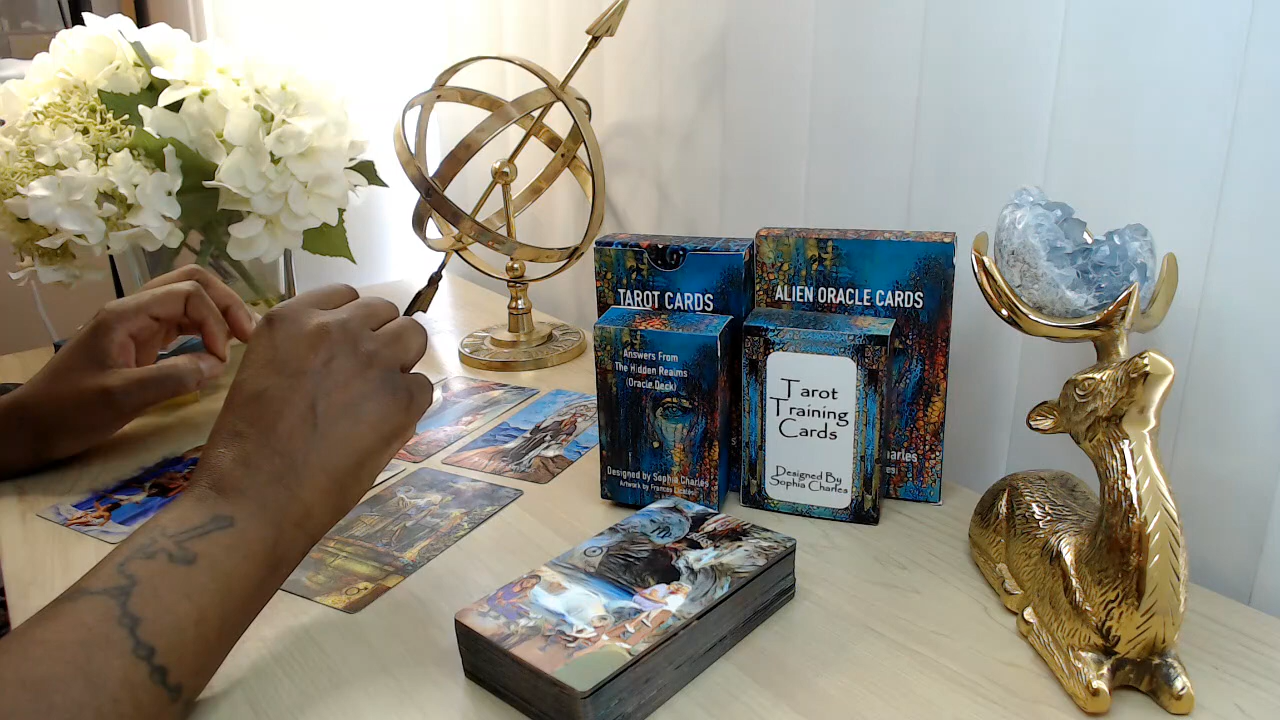 TAROT CARDS
ALIEN ORACLE CARDS
Answers From
The Hidden Realms
(Oracle Deck)
Designed by Sophia Charles
Artwork by Frances
Tarot
Training
Cards
Designed By
Sophia Charles